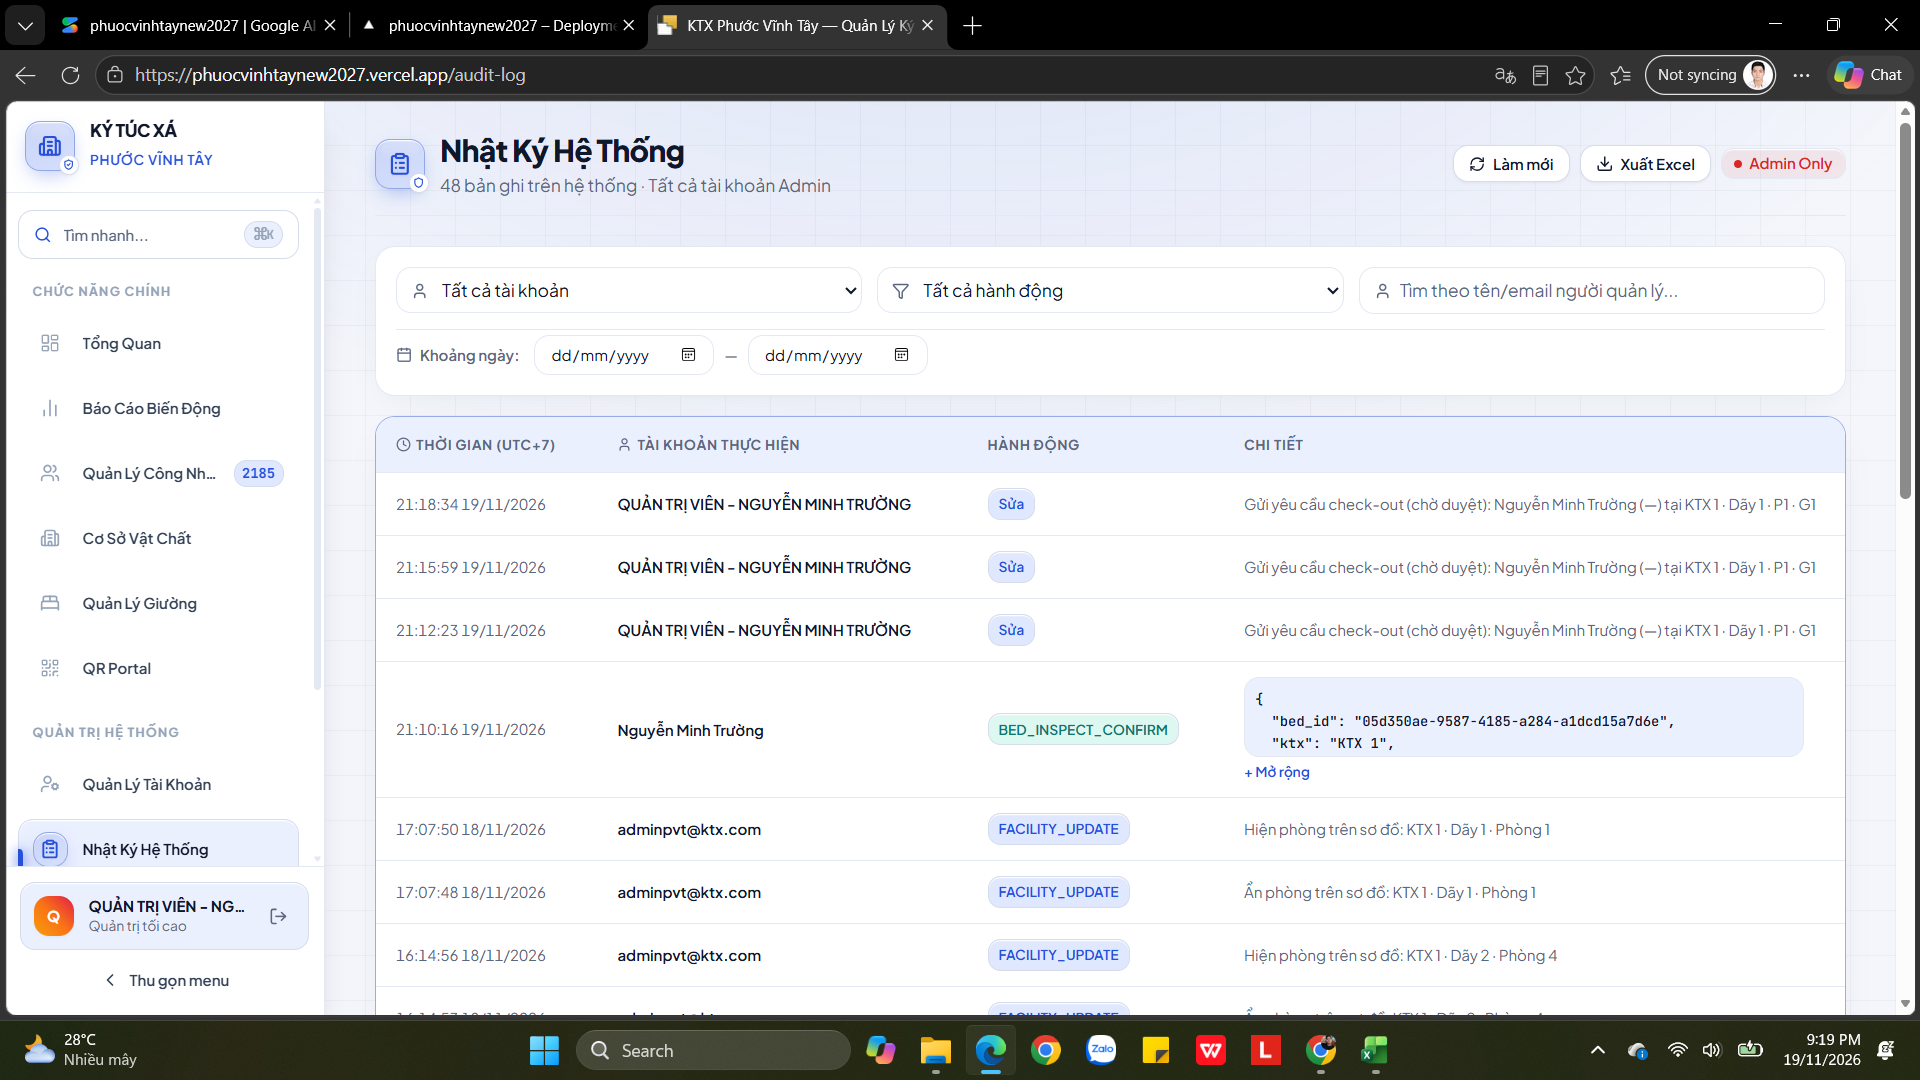 phuocvinhtaynew2027 | Google AI
phuocvinhtaynew2027 – Deployme
KTX Phước Vĩnh Tây — Quản Lý Ký
https://phuocvinhtaynew2027.vercel.app/audit-log
Not syncing
Chat
KÝ TÚC XÁ
PHƯỚC VĨNH TÂY
Tìm nhanh...
⌘K
CHỨC NĂNG CHÍNH
Tổng Quan
Báo Cáo Biến Động
Quản Lý Công Nh... 2185
Cơ Sở Vật Chất
Quản Lý Giường
QR Portal
QUẢN TRỊ HỆ THỐNG
Quản Lý Tài Khoản
Nhật Ký Hệ Thống
Q
QUẢN TRỊ VIÊN - NG...
Quản trị tối cao
Thu gọn menu
Nhật Ký Hệ Thống
48 bản ghi trên hệ thống · Tất cả tài khoản Admin
Làm mới
Xuất Excel
Admin Only
Tất cả tài khoản
Tất cả hành động
Tìm theo tên/email người quản lý...
Khoảng ngày: dd/mm/yyyy — dd/mm/yyyy
THỜI GIAN (UTC+7) TÀI KHOẢN THỰC HIỆN HÀNH ĐỘNG CHI TIẾT
21:18:34 19/11/2026 QUẢN TRỊ VIÊN - NGUYỄN MINH TRƯỜNG Sửa Gửi yêu cầu check-out (chờ duyệt): Nguyễn Minh Trường (—) tại KTX 1 · Dãy 1 · P1 · G1
21:15:59 19/11/2026 QUẢN TRỊ VIÊN - NGUYỄN MINH TRƯỜNG Sửa Gửi yêu cầu check-out (chờ duyệt): Nguyễn Minh Trường (—) tại KTX 1 · Dãy 1 · P1 · G1
21:12:23 19/11/2026 QUẢN TRỊ VIÊN - NGUYỄN MINH TRƯỜNG Sửa Gửi yêu cầu check-out (chờ duyệt): Nguyễn Minh Trường (—) tại KTX 1 · Dãy 1 · P1 · G1
21:10:16 19/11/2026 Nguyễn Minh Trường BED_INSPECT_CONFIRM
{
"bed_id": "05d350ae-9587-4185-a284-a1dcd15a7d6e",
"ktx": "KTX 1",
+ Mở rộng
17:07:50 18/11/2026 adminpvt@ktx.com FACILITY_UPDATE Hiện phòng trên sơ đồ: KTX 1 · Dãy 1 · Phòng 1
17:07:48 18/11/2026 adminpvt@ktx.com FACILITY_UPDATE Ẩn phòng trên sơ đồ: KTX 1 · Dãy 1 · Phòng 1
16:14:56 18/11/2026 adminpvt@ktx.com FACILITY_UPDATE Hiện phòng trên sơ đồ: KTX 1 · Dãy 2 · Phòng 4
28°C
Nhiều mây
Search
Zalo
9:19 PM
19/11/2026